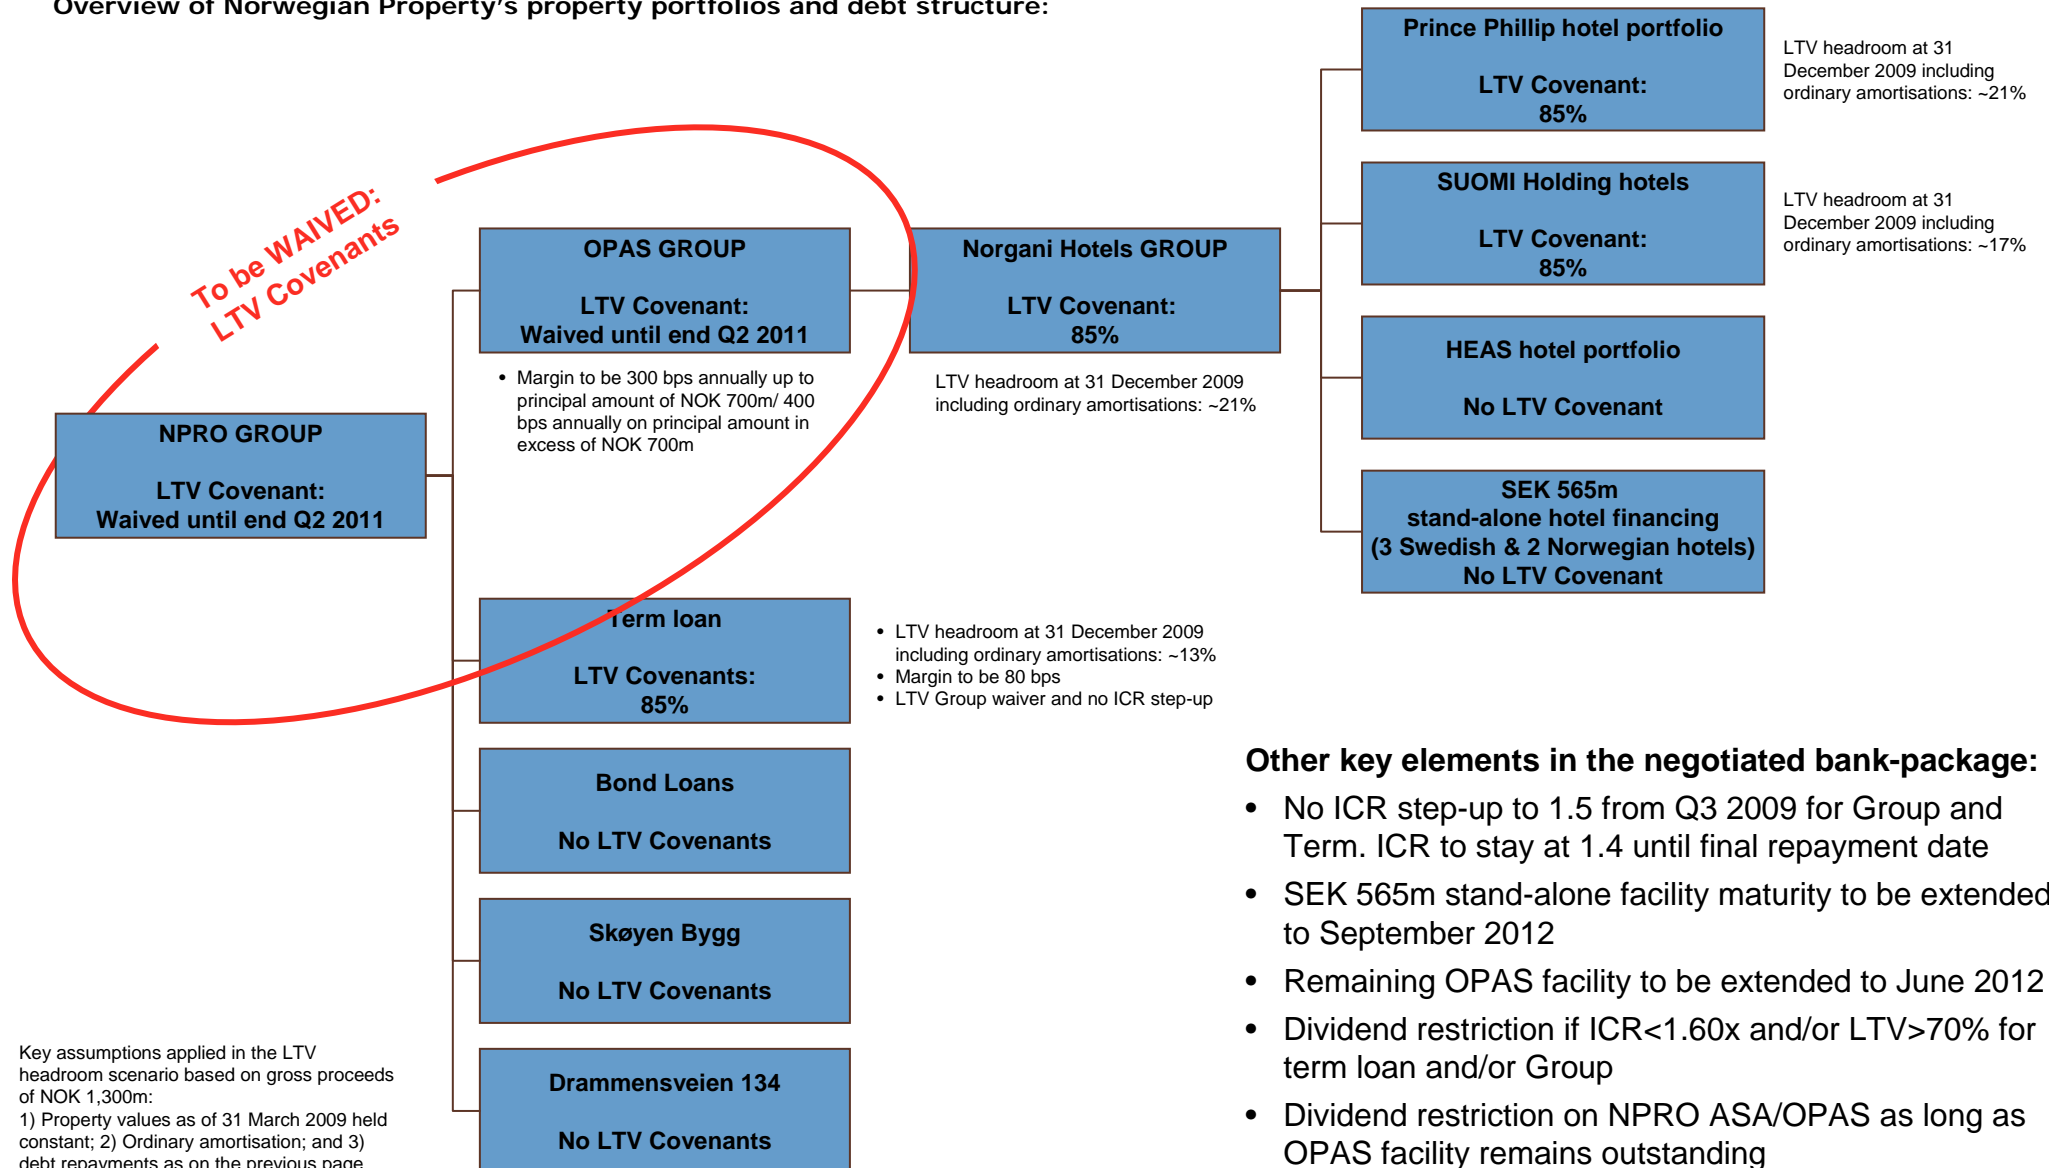 Overview of Norwegian Property's property portfolios and debt structure:
To be WAIVED:
LTV Covenants
NPRO GROUP
LTV Covenant:
Waived until end Q2 2011
OPAS GROUP
LTV Covenant:
Waived until end Q2 2011
• Margin to be 300 bps annually up to
principal amount of NOK 700m/ 400
bps annually on principal amount in
excess of NOK 700m
Norgani Hotels GROUP
LTV Covenant:
85%
LTV headroom at 31 December 2009
including ordinary amortisations: ~21%
Prince Phillip hotel portfolio
LTV Covenant:
85%
LTV headroom at 31
December 2009 including
ordinary amortisations: ~21%
SUOMI Holding hotels
LTV Covenant:
85%
LTV headroom at 31
December 2009 including
ordinary amortisations: ~17%
HEAS hotel portfolio
No LTV Covenant
SEK 565m
stand-alone hotel financing
(3 Swedish & 2 Norwegian hotels)
No LTV Covenant
Term loan
LTV Covenants:
85%
• LTV headroom at 31 December 2009
including ordinary amortisations: ~13%
• Margin to be 80 bps
• LTV Group waiver and no ICR step-up
Bond Loans
No LTV Covenants
Skøyen Bygg
No LTV Covenants
Drammensveien 134
No LTV Covenants
Key assumptions applied in the LTV
headroom scenario based on gross proceeds
of NOK 1,300m:
1) Property values as of 31 March 2009 held
constant; 2) Ordinary amortisation; and 3)
debt repayments as on the previous page
Other key elements in the negotiated bank-package:
• No ICR step-up to 1.5 from Q3 2009 for Group and
Term. ICR to stay at 1.4 until final repayment date
• SEK 565m stand-alone facility maturity to be extended
to September 2012
• Remaining OPAS facility to be extended to June 2012
• Dividend restriction if ICR<1.60x and/or LTV>70% for
term loan and/or Group
• Dividend restriction on NPRO ASA/OPAS as long as
OPAS facility remains outstanding